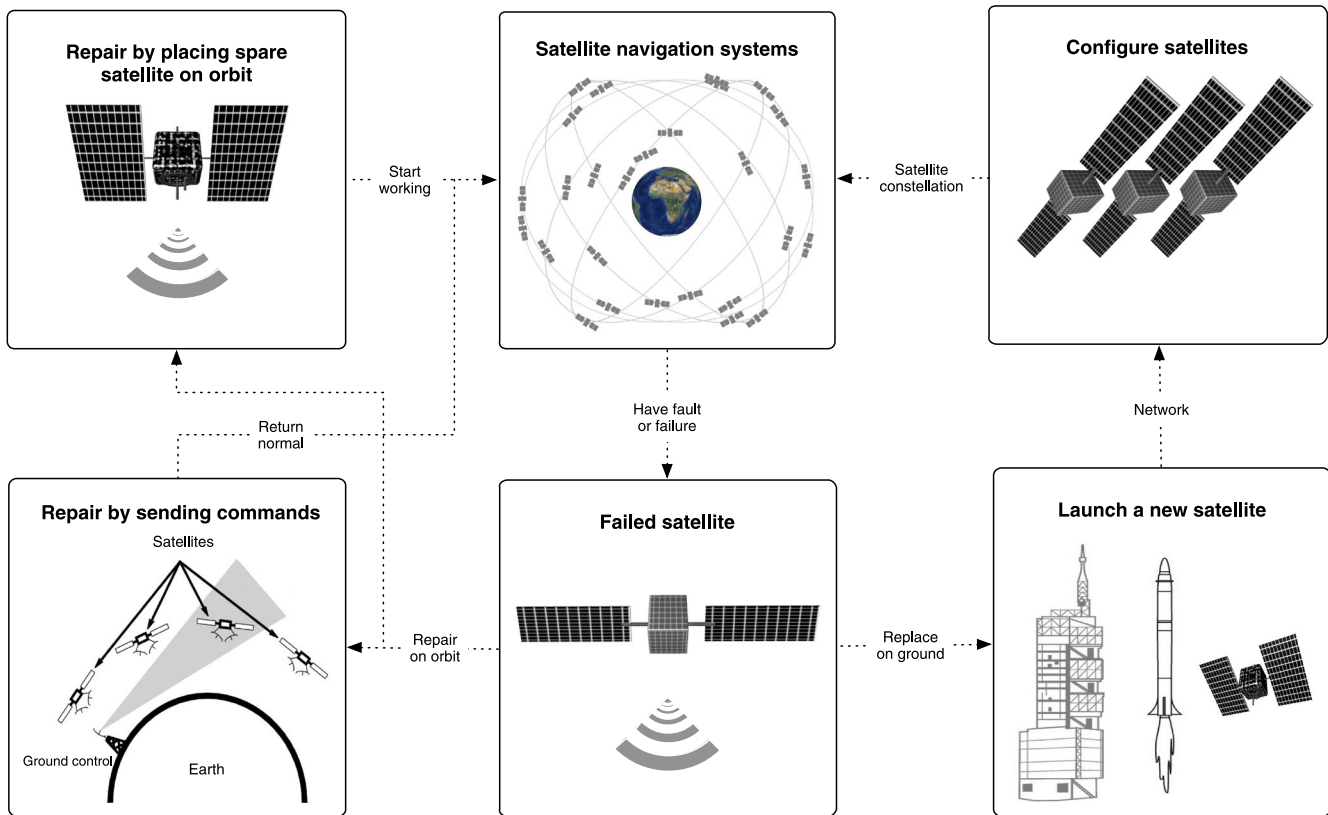 Repair by placing spare
satellite on orbit
Satellite navigation systems
Configure satellites
Start
working
Satellite
constellation
Have fault
or failure
Network
Return
normal
Repair by sending commands
Satellites
Ground control
Earth
Repair
on orbit
Failed satellite
Replace
on ground
Launch a new satellite